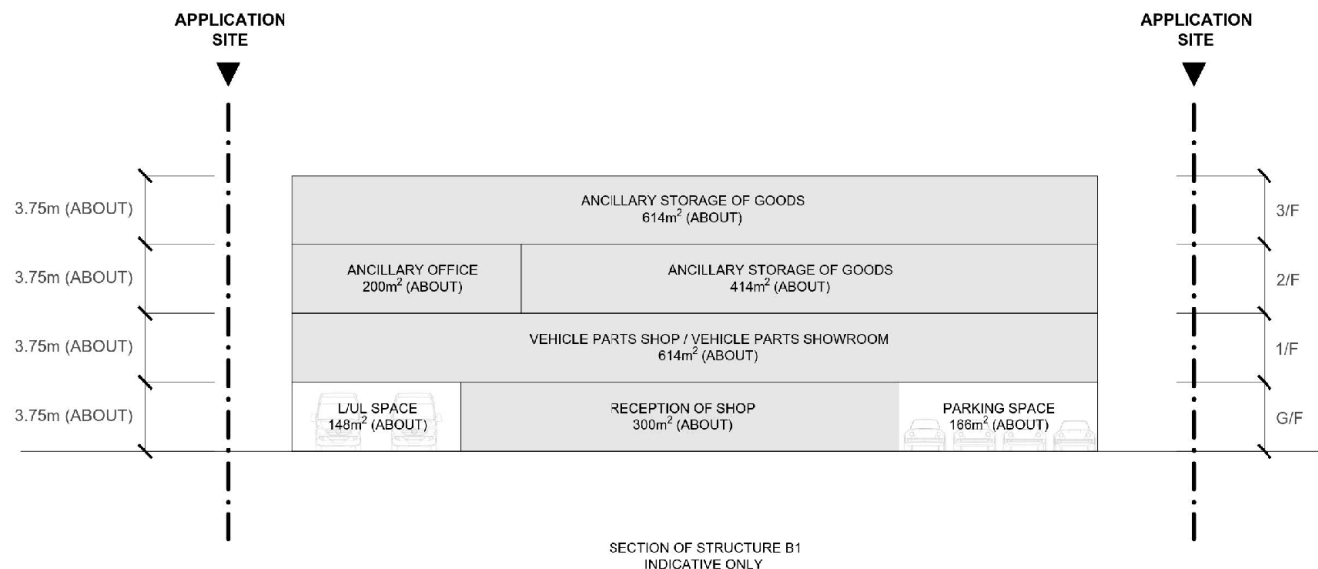 APPLICATION
SITE
APPLICATION
SITE
3.75m (ABOUT)
ANCILLARY STORAGE OF GOODS
614m² (ABOUT)
3/F
3.75m (ABOUT)
ANCILLARY OFFICE
200m² (ABOUT)
ANCILLARY STORAGE OF GOODS
414m² (ABOUT)
2/F
3.75m (ABOUT)
VEHICLE PARTS SHOP / VEHICLE PARTS SHOWROOM
614m² (ABOUT)
1/F
3.75m (ABOUT)
L/UL SPACE
148m² (ABOUT)
RECEPTION OF SHOP
300m² (ABOUT)
PARKING SPACE
166m² (ABOUT)
G/F
SECTION OF STRUCTURE B1
INDICATIVE ONLY